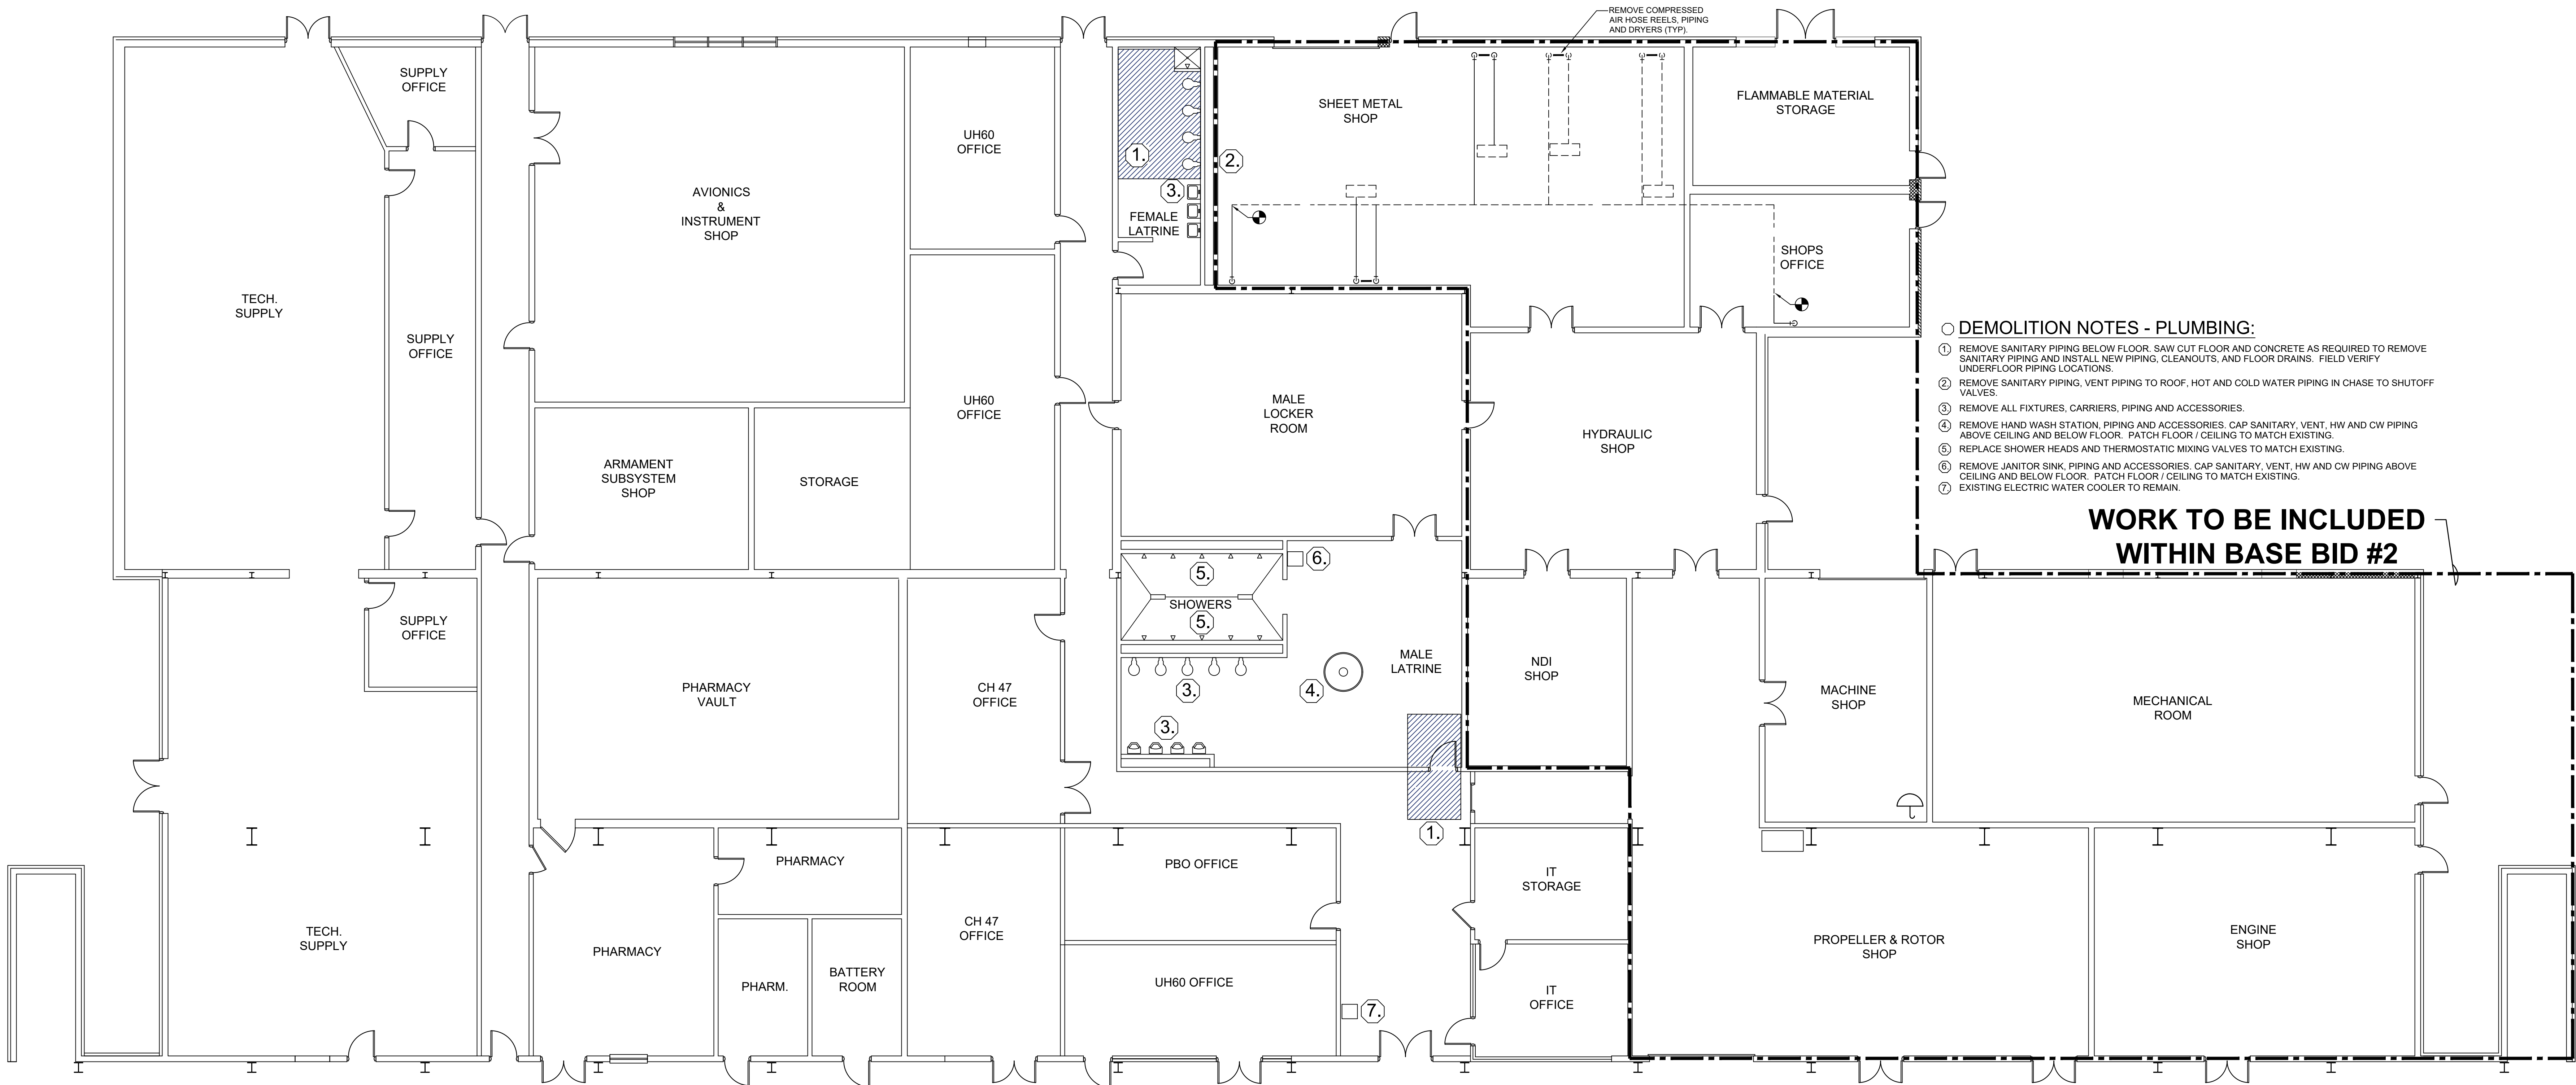 REMOVE COMPRESSED
AIR HOSE REELS, PIPING
AND DRYERS (TYP).
SUPPLY
OFFICE
SHEET METAL
SHOP
FLAMMABLE MATERIAL
STORAGE
UH60
OFFICE
1.
2.
3.
AVIONICS
&
INSTRUMENT
SHOP
FEMALE
LATRINE
SHOPS
OFFICE
TECH.
SUPPLY
SUPPLY
OFFICE
UH60
OFFICE
MALE
LOCKER
ROOM
HYDRAULIC
SHOP
ARMAMENT
SUBSYSTEM
SHOP
STORAGE
DEMOLITION NOTES - PLUMBING:
1. REMOVE SANITARY PIPING BELOW FLOOR. SAW CUT FLOOR AND CONCRETE AS REQUIRED TO REMOVE
SANITARY PIPING AND INSTALL NEW PIPING, CLEANOUTS, AND FLOOR DRAINS. FIELD VERIFY
UNDERFLOOR PIPING LOCATIONS.
2. REMOVE SANITARY PIPING, VENT PIPING TO ROOF, HOT AND COLD WATER PIPING IN CHASE TO SHUTOFF
VALVES.
3. REMOVE ALL FIXTURES, CARRIERS, PIPING AND ACCESSORIES.
4. REMOVE HAND WASH STATION, PIPING AND ACCESSORIES. CAP SANITARY, VENT, HW AND CW PIPING
ABOVE CEILING AND BELOW FLOOR. PATCH FLOOR / CEILING TO MATCH EXISTING.
5. REPLACE SHOWER HEADS AND THERMOSTATIC MIXING VALVES TO MATCH EXISTING.
6. REMOVE JANITOR SINK, PIPING AND ACCESSORIES. CAP SANITARY, VENT, HW AND CW PIPING ABOVE
CEILING AND BELOW FLOOR. PATCH FLOOR / CEILING TO MATCH EXISTING.
7. EXISTING ELECTRIC WATER COOLER TO REMAIN.
WORK TO BE INCLUDED
WITHIN BASE BID #2
6.
5.
SHOWERS
5.
SUPPLY
OFFICE
PHARMACY
VAULT
CH 47
OFFICE
3.
4.
MALE
LATRINE
3.
NDI
SHOP
MACHINE
SHOP
MECHANICAL
ROOM
1.
PHARMACY
PBO OFFICE
IT
STORAGE
TECH.
SUPPLY
PHARMACY
CH 47
OFFICE
PROPELLER & ROTOR
SHOP
ENGINE
SHOP
PHARM.
BATTERY
ROOM
UH60 OFFICE
7.
IT
OFFICE